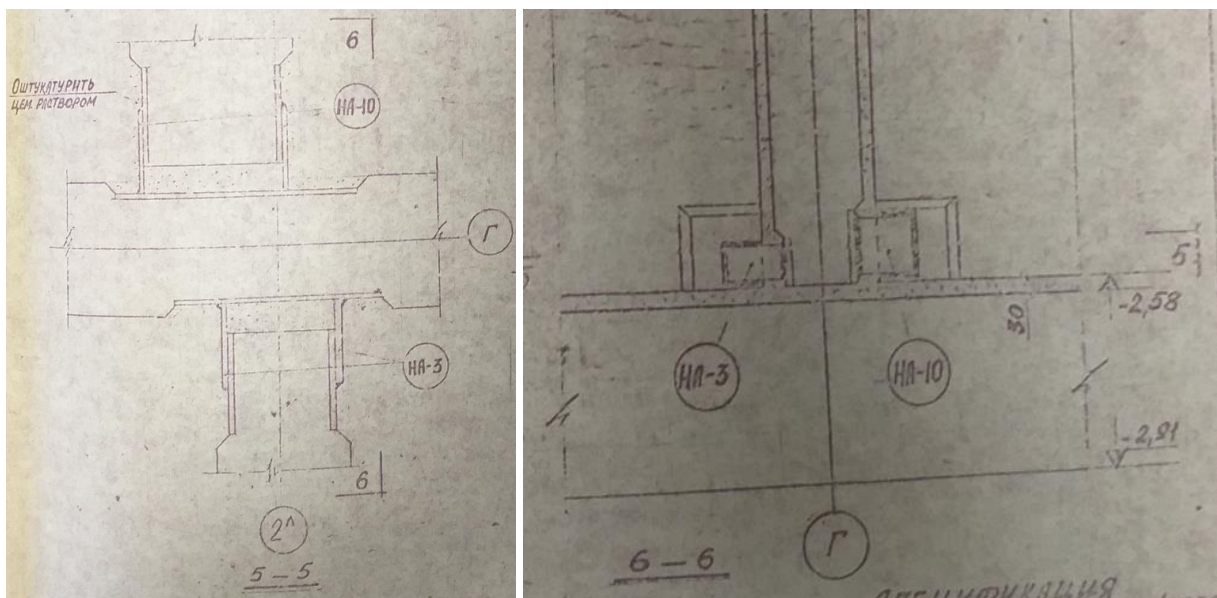 6
ОШТУКАТУРИТЬ
ЦЕМ. РАСТВОРОМ
НА-10
Г
НА-3
6
2^Л
5 – 5
5
-2,58
30
НА-3
НА-10
-2,91
Г
6 – 6
СПЕЦИФИКАЦИЯ